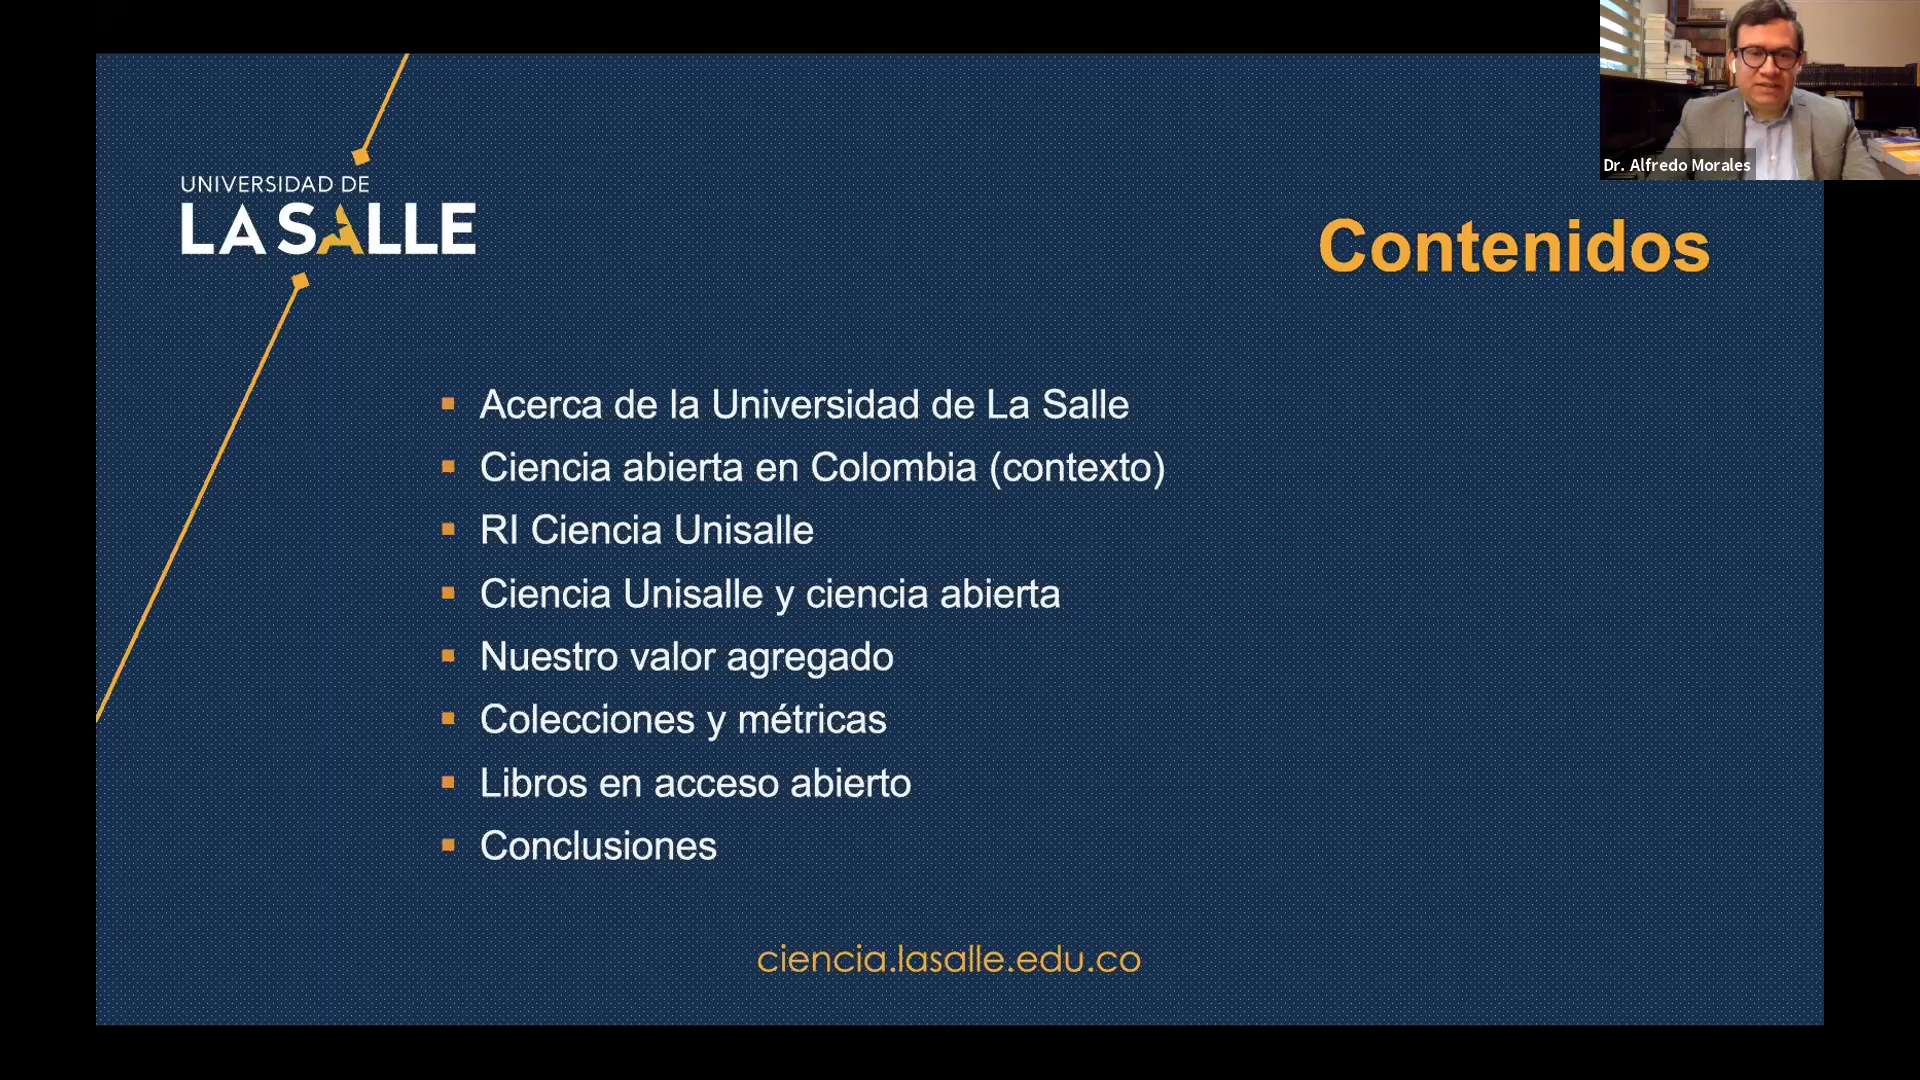 Dr. Alfredo Morales
UNIVERSIDAD DE
LA SALLE
Contenidos
Acerca de la Universidad de La Salle
Ciencia abierta en Colombia (contexto)
RI Ciencia Unisalle
Ciencia Unisalle y ciencia abierta
Nuestro valor agregado
Colecciones y métricas
Libros en acceso abierto
Conclusiones
ciencia.lasalle.edu.co